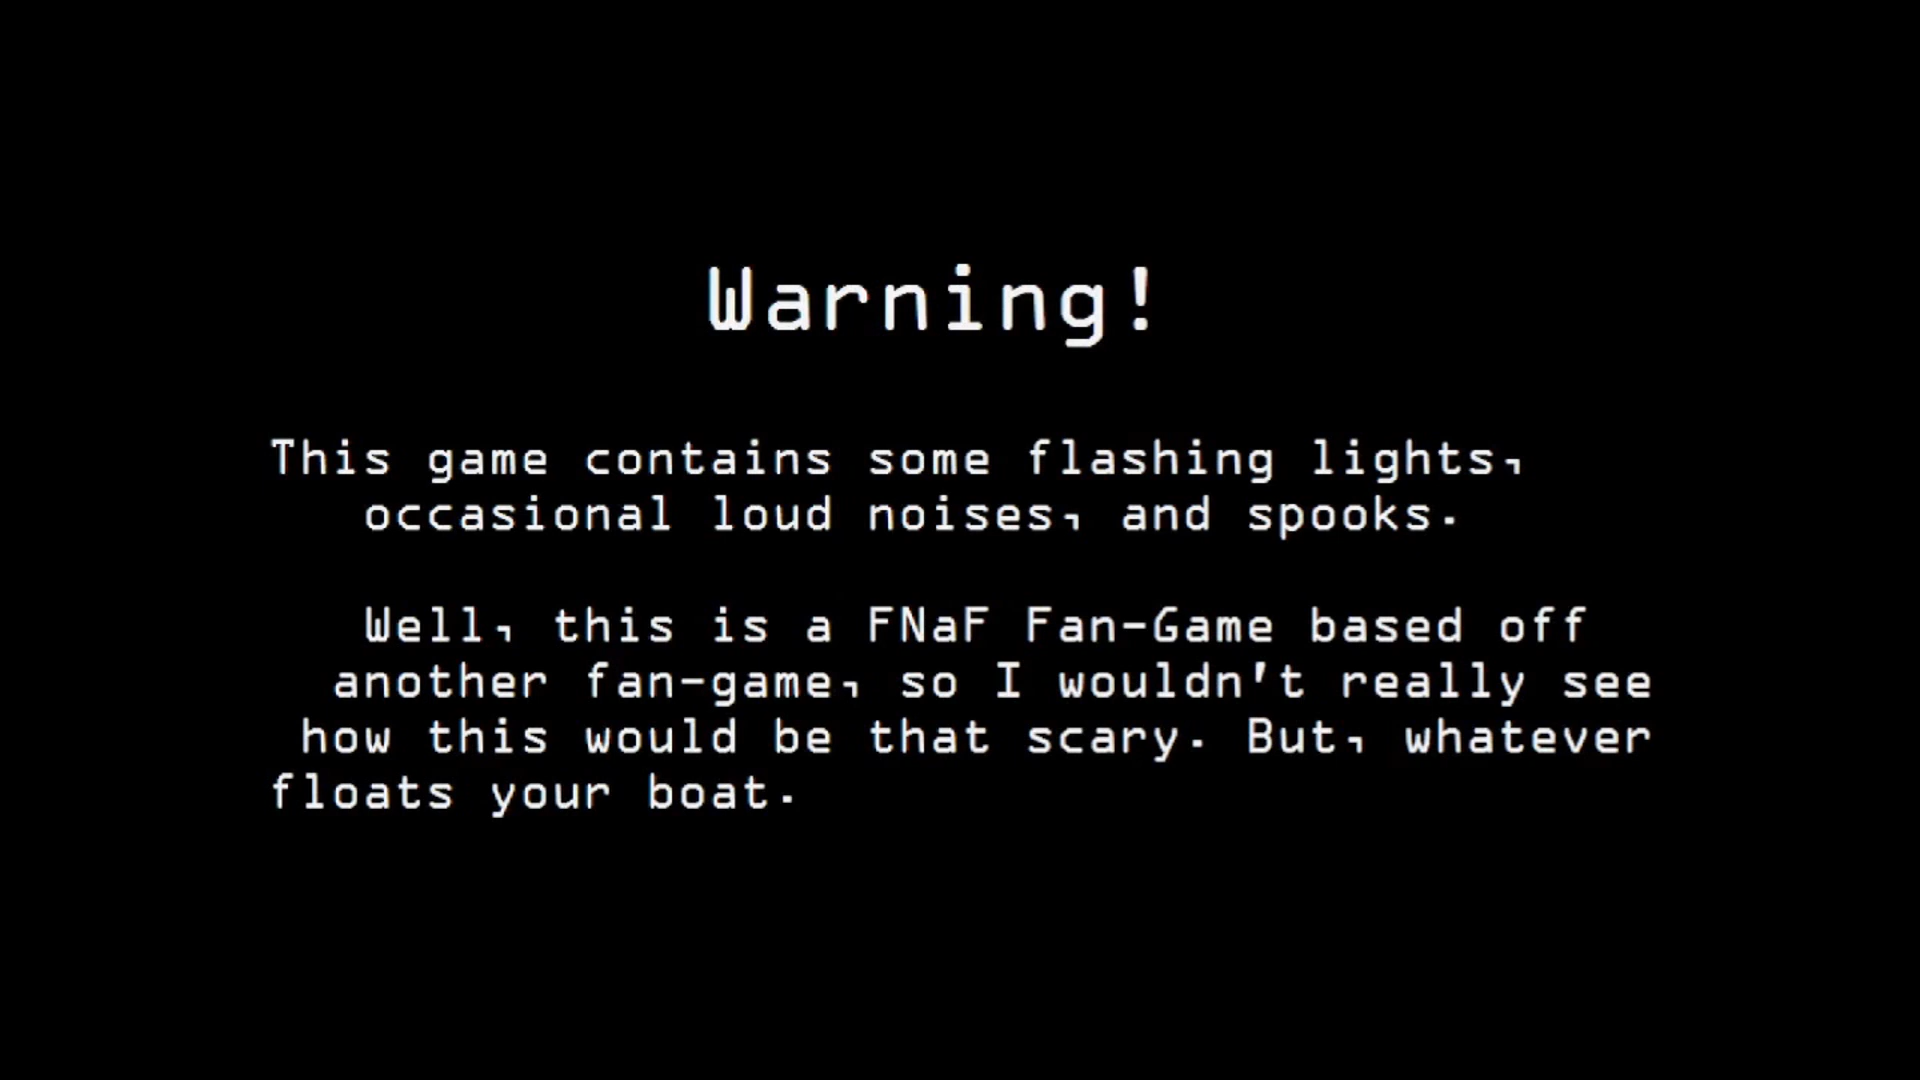 Warning!
This game contains some flashing lights,
occasional loud noises, and spooks.
Well, this is a FNaF Fan-Game based off
another fan-game, so I wouldn't really see
how this would be that scary. But, whatever
floats your boat.